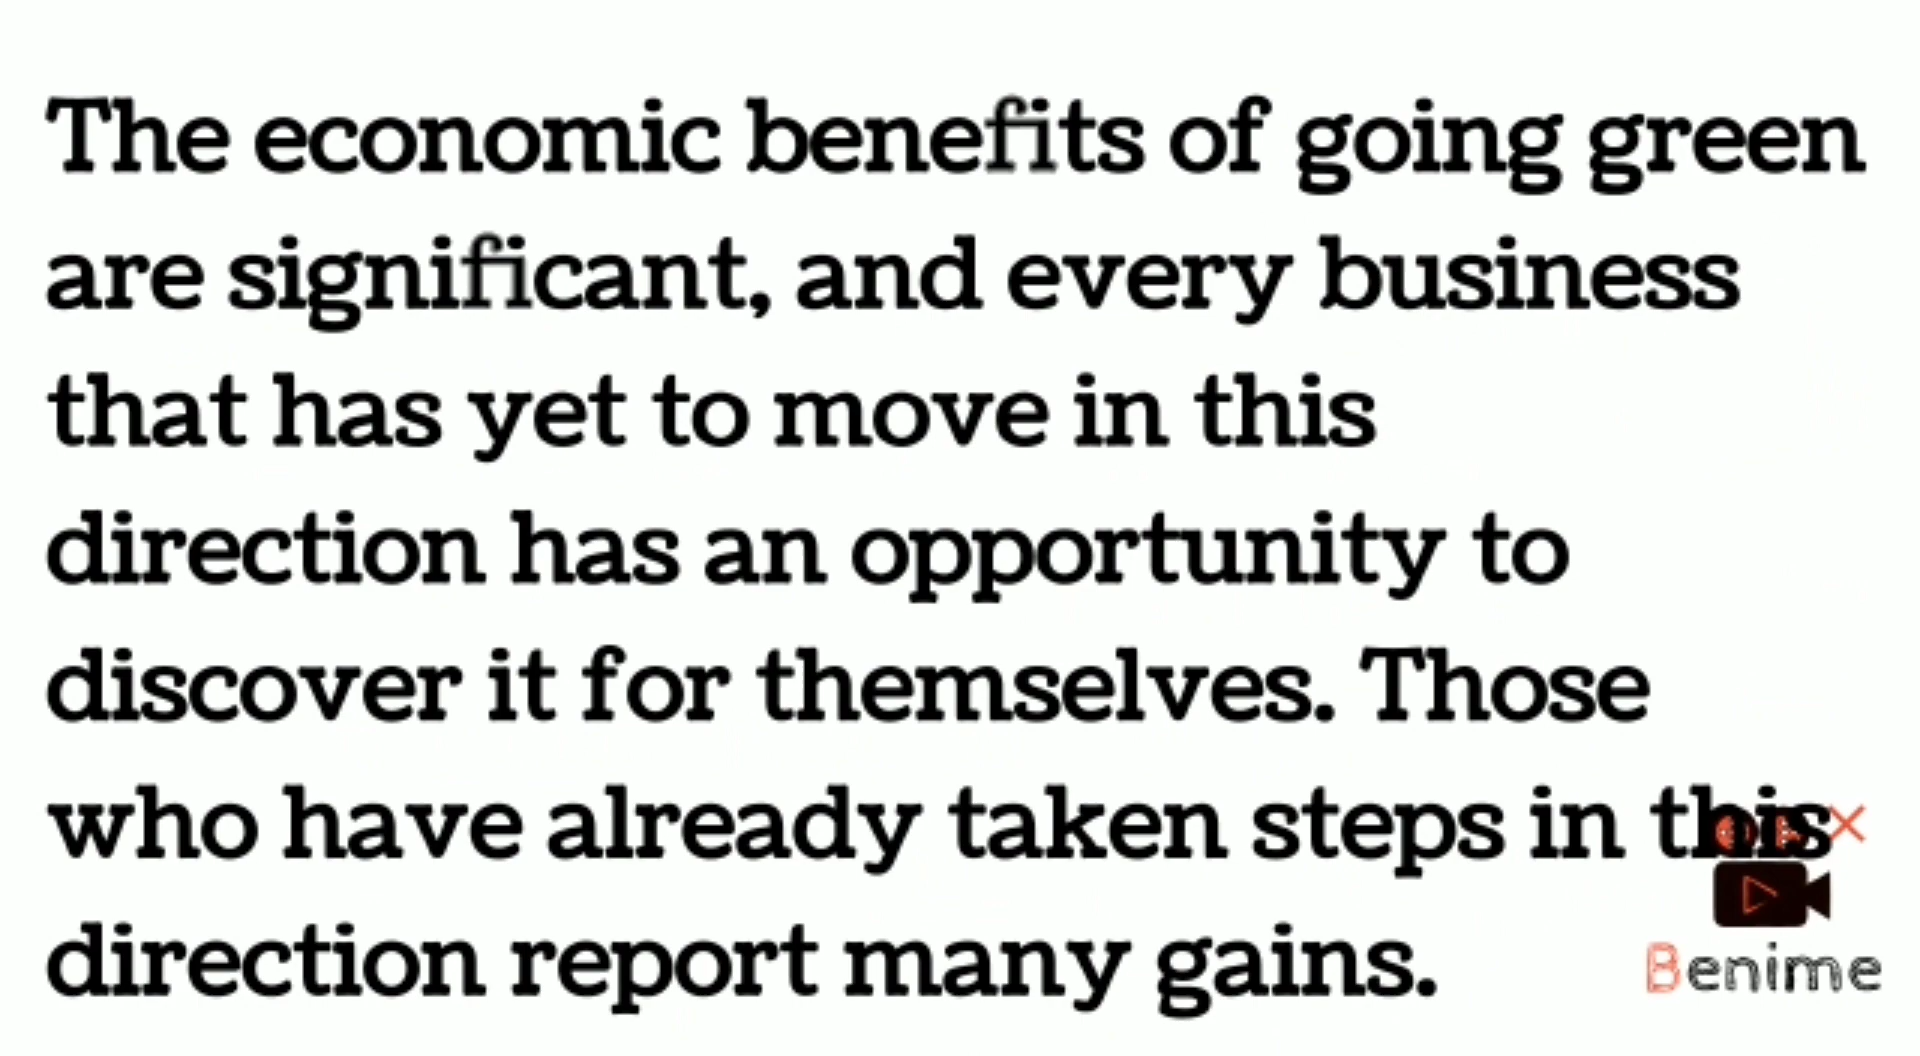 The economic benefits of going green
are significant, and every business
that has yet to move in this
direction has an opportunity to
discover it for themselves. Those
who have already taken steps in this
direction report many gains.
Benime